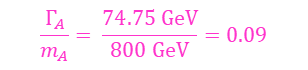 Γ_A / m_A = 74.75 GeV / 800 GeV = 0.09